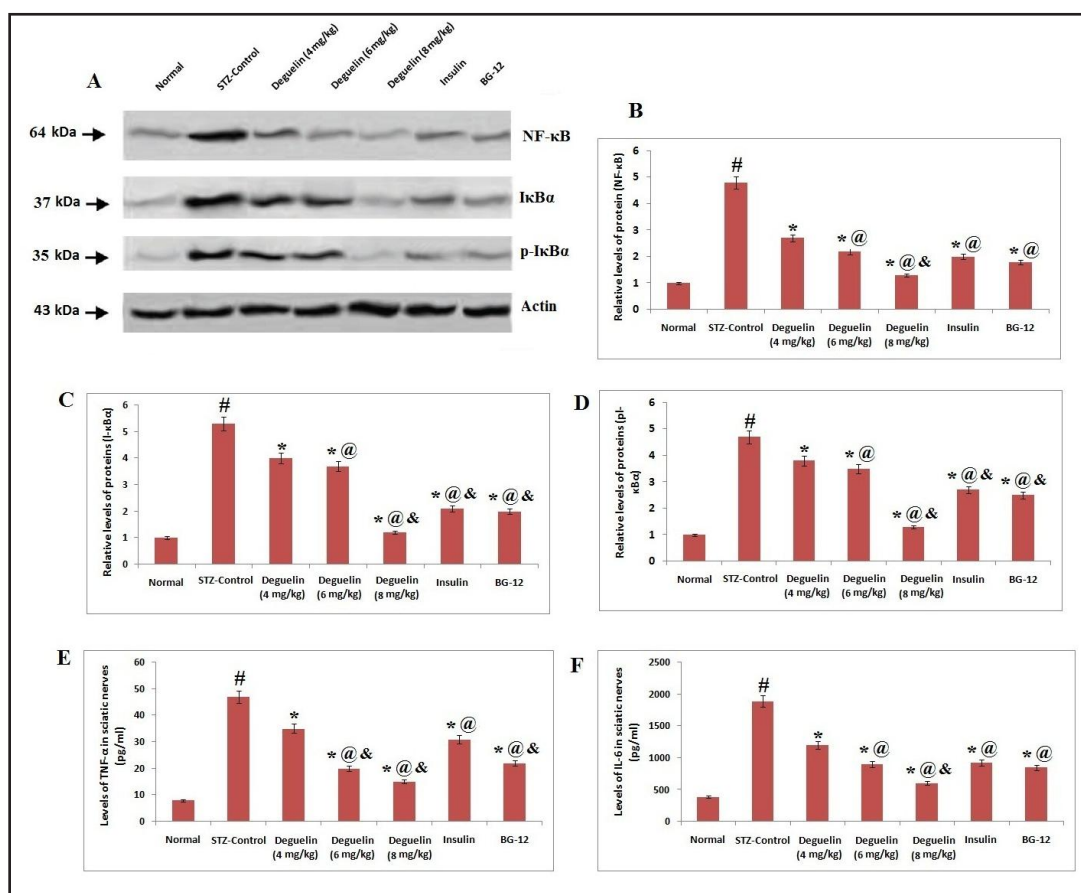 A
Normal
STZ-Control
Deguelin (4 mg/kg)
Deguelin (6 mg/kg)
Deguelin (8 mg/kg)
Insulin
BG-12
64 kDa
NF-κB
37 kDa
IκBα
35 kDa
p-IκBα
43 kDa
Actin
B
Relative levels of protein (NF-κB)
6
5
4
3
2
1
0
#
*
* @
* @ &
* @
* @
Normal
STZ-Control
Deguelin
(4 mg/kg)
Deguelin
(6 mg/kg)
Deguelin
(8 mg/kg)
Insulin
BG-12
C
Relative levels of proteins (I-κBα)
6
5
4
3
2
1
0
#
*
* @
* @ &
* @ &
* @ &
Normal
STZ-Control
Deguelin
(4 mg/kg)
Deguelin
(6 mg/kg)
Deguelin
(8 mg/kg)
Insulin
BG-12
D
Relative levels of proteins (pI-
κBα)
6
5
4
3
2
1
0
#
*
* @
* @ &
* @ &
* @ &
Normal
STZ-Control
Deguelin
(4 mg/kg)
Deguelin
(6 mg/kg)
Deguelin
(8 mg/kg)
Insulin
BG-12
E
Levels of TNF-α in sciatic nerves
(pg/ml)
60
50
40
30
20
10
0
#
*
* @ &
* @ &
* @
* @ &
Normal
STZ-Control
Deguelin
(4 mg/kg)
Deguelin
(6 mg/kg)
Deguelin
(8 mg/kg)
Insulin
BG-12
F
Levels of IL-6 in sciatic nerves
(pg/ml)
2500
2000
1500
1000
500
0
#
*
* @
* @ &
* @
* @
Normal
STZ-Control
Deguelin
(4 mg/kg)
Deguelin
(6 mg/kg)
Deguelin
(8 mg/kg)
Insulin
BG-12